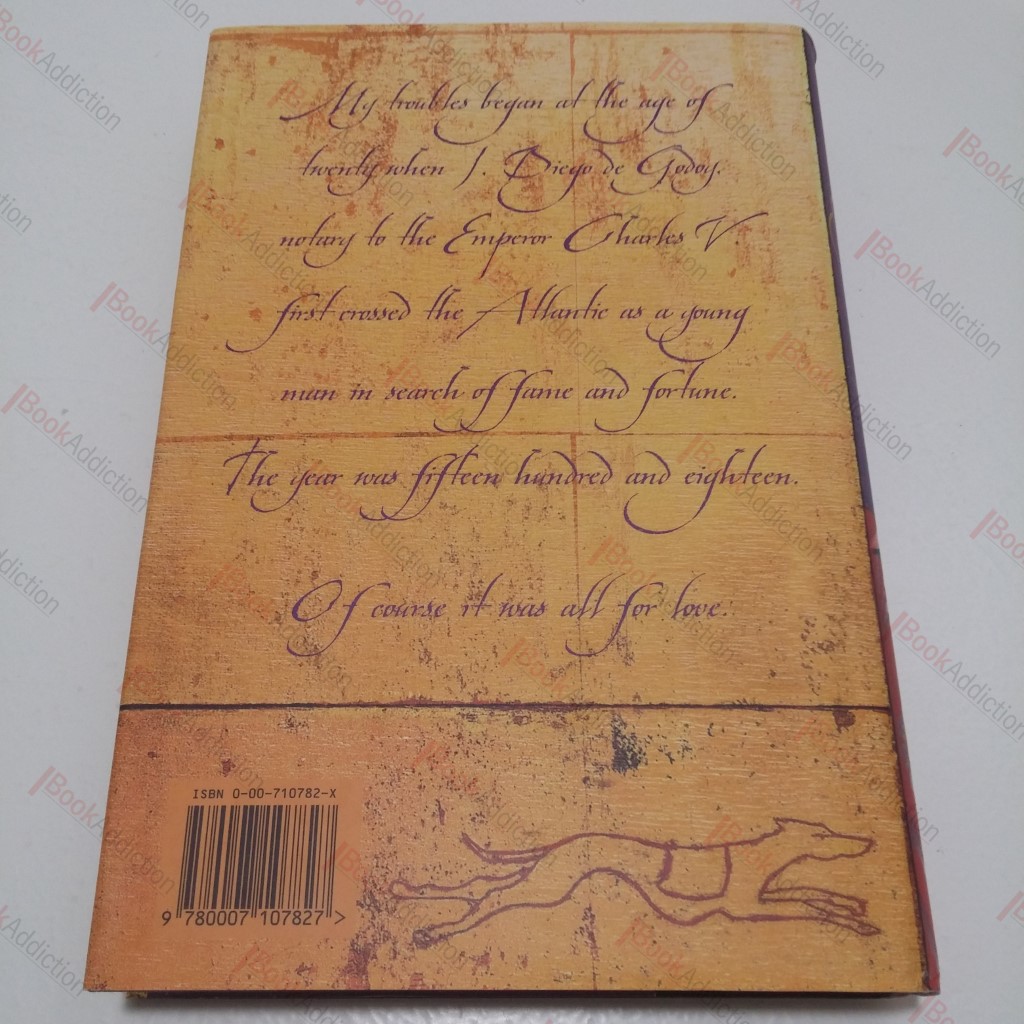 My troubles began at the age of
twenty when I, Diego de Godoy,
notary to the Emperor Charles V,
first crossed the Atlantic as a young
man in search of fame and fortune.
The year was fifteen hundred and eighteen.
Of course it was all for love.
ISBN 0-00-710782-X
9 780007 107827 >
BookAddiction